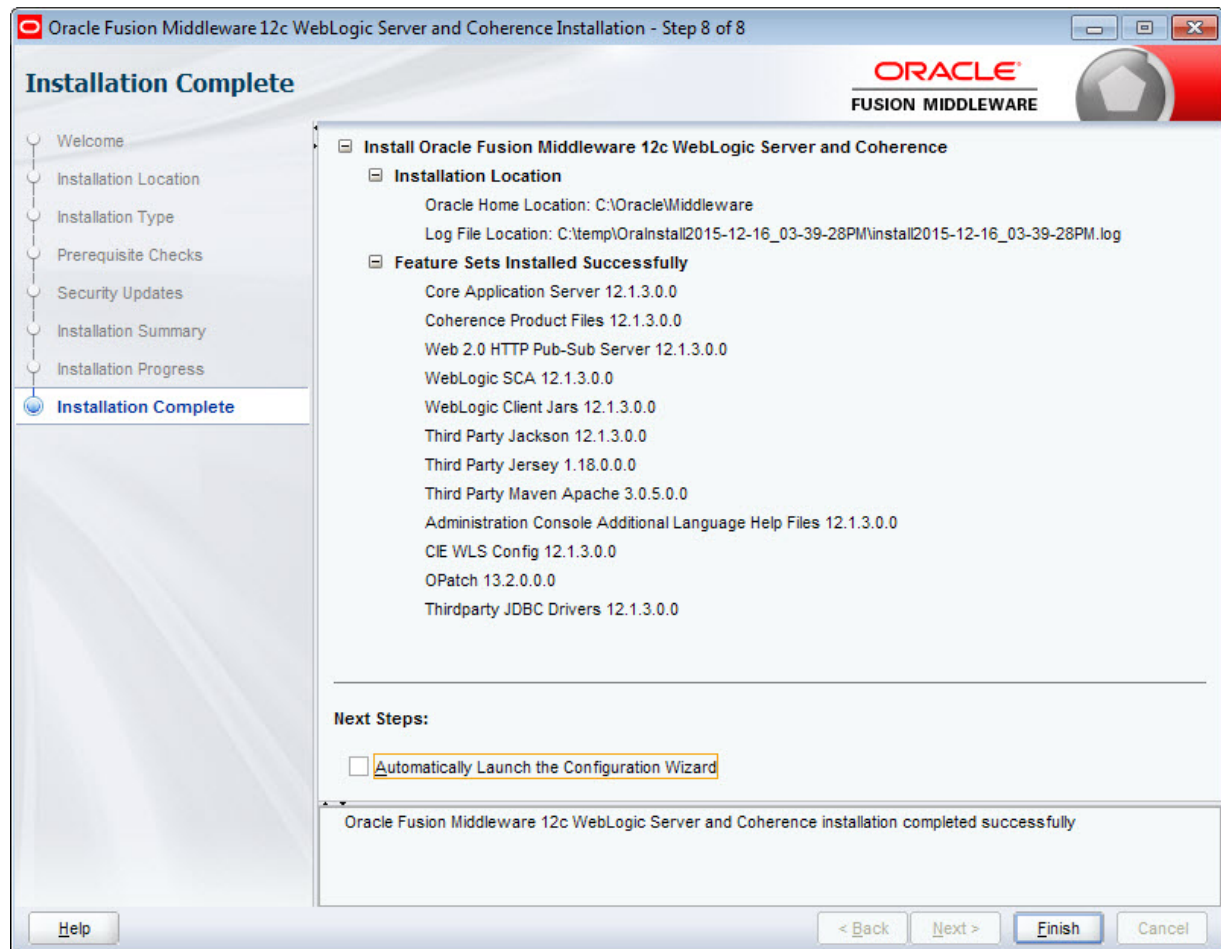 Oracle Fusion Middleware 12c WebLogic Server and Coherence Installation - Step 8 of 8
Installation Complete
ORACLE
FUSION MIDDLEWARE
Welcome
Installation Location
Installation Type
Prerequisite Checks
Security Updates
Installation Summary
Installation Progress
Installation Complete
Install Oracle Fusion Middleware 12c WebLogic Server and Coherence
Installation Location
Oracle Home Location: C:\Oracle\Middleware
Log File Location: C:\temp\OraInstall2015-12-16_03-39-28PM\install2015-12-16_03-39-28PM.log
Feature Sets Installed Successfully
Core Application Server 12.1.3.0.0
Coherence Product Files 12.1.3.0.0
Web 2.0 HTTP Pub-Sub Server 12.1.3.0.0
WebLogic SCA 12.1.3.0.0
WebLogic Client Jars 12.1.3.0.0
Third Party Jackson 12.1.3.0.0
Third Party Jersey 1.18.0.0.0
Third Party Maven Apache 3.0.5.0.0
Administration Console Additional Language Help Files 12.1.3.0.0
CIE WLS Config 12.1.3.0.0
OPatch 13.2.0.0.0
Thirdparty JDBC Drivers 12.1.3.0.0
Next Steps:
Automatically Launch the Configuration Wizard
Oracle Fusion Middleware 12c WebLogic Server and Coherence installation completed successfully
Help
< Back
Next >
Finish
Cancel